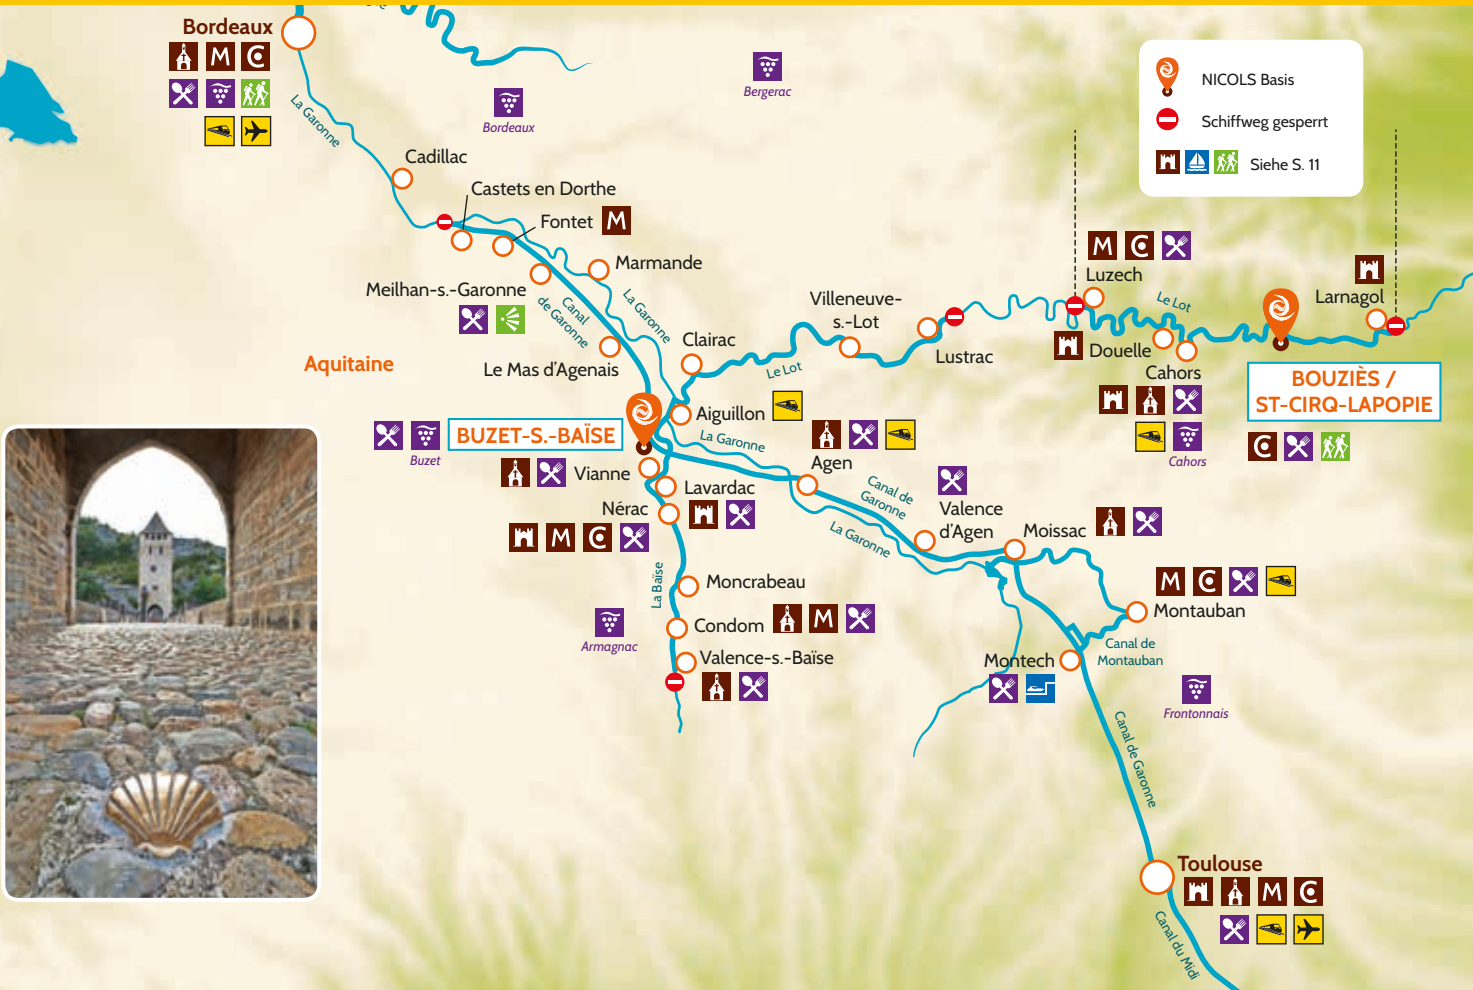 Bordeaux
M
La Garonne
Bordeaux
Bergerac
NICOLS Basis
Schiffweg gesperrt
Siehe S. 11
Cadillac
Castets en Dorthe
Fontet
M
Marmande
Meilhan-s.-Garonne
Canal
de Garonne
La Garonne
Le Mas d'Agenais
Aquitaine
Clairac
Villeneuve-
s.-Lot
Le Lot
Lustrac
M
Luzech
Le Lot
Larnagol
Douelle
Cahors
Cahors
BOUZIÈS /
ST-CIRQ-LAPOPIE
Aiguillon
BUZET-S.-BAÏSE
Buzet
La Garonne
Agen
Vianne
Lavardac
Nérac
M
Canal de
Garonne
La Garonne
Valence
d'Agen
Moissac
La Baïse
Moncrabeau
Armagnac
Condom
M
Valence-s.-Baïse
M
Montauban
Canal de
Montauban
Montech
Frontonnais
Canal de Garonne
Toulouse
M
Canal du Midi